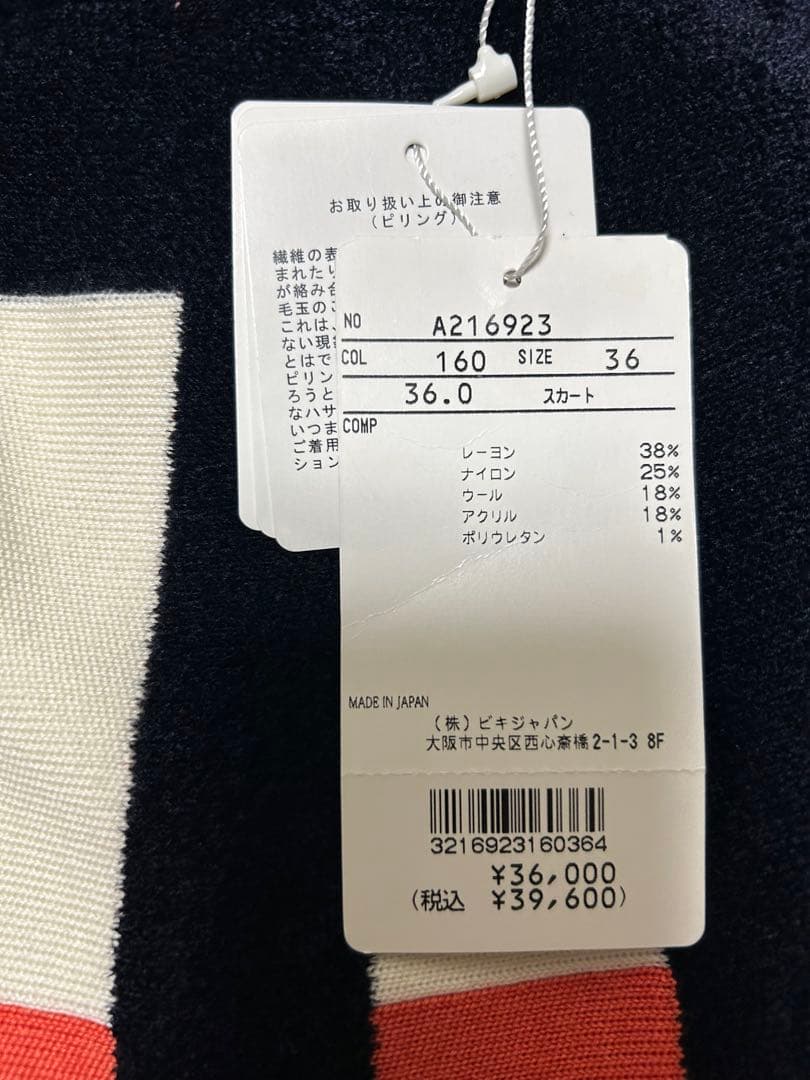 お取り扱い上の御注意
(ピリング)
繊維の表
まれたり
が絡み合
毛玉のこ
これは、
ない現
とはで
ピリン
ろうと
なハサ
いつま
ご着用
ション
NO A216923
COL 160 SIZE 36
36.0 スカート
COMP
レーヨン 38%
ナイロン 25%
ウール 18%
アクリル 18%
ポリウレタン 1%
MADE IN JAPAN
(株)ビキジャパン
大阪市中央区西心斎橋2-1-3 8F
3216923160364
¥36,000
(税込 ¥39,600)